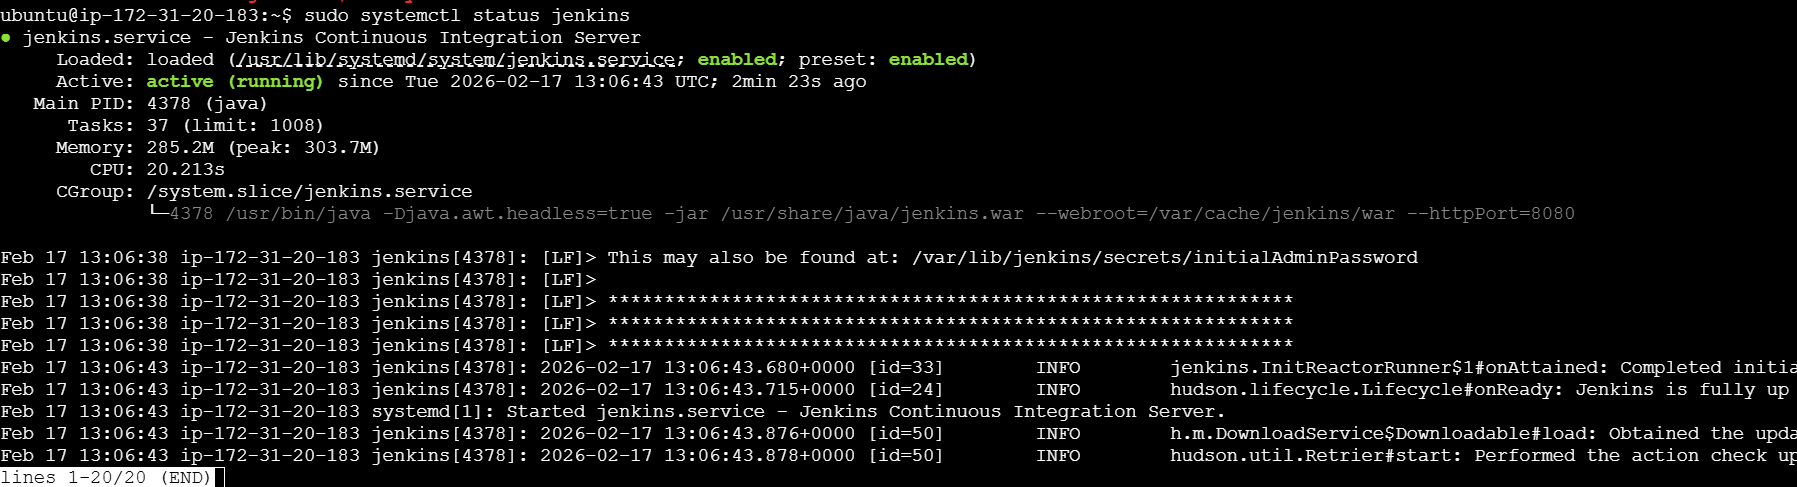 ubuntu@ip-172-31-20-183:~$ sudo systemctl status jenkins
● jenkins.service - Jenkins Continuous Integration Server
     Loaded: loaded (/usr/lib/systemd/system/jenkins.service; enabled; preset: enabled)
     Active: active (running) since Tue 2026-02-17 13:06:43 UTC; 2min 23s ago
   Main PID: 4378 (java)
      Tasks: 37 (limit: 1008)
     Memory: 285.2M (peak: 303.7M)
        CPU: 20.213s
     CGroup: /system.slice/jenkins.service
             └─4378 /usr/bin/java -Djava.awt.headless=true -jar /usr/share/java/jenkins.war --webroot=/var/cache/jenkins/war --httpPort=8080

Feb 17 13:06:38 ip-172-31-20-183 jenkins[4378]: [LF]> This may also be found at: /var/lib/jenkins/secrets/initialAdminPassword
Feb 17 13:06:38 ip-172-31-20-183 jenkins[4378]: [LF]>
Feb 17 13:06:38 ip-172-31-20-183 jenkins[4378]: [LF]> *************************************************************
Feb 17 13:06:38 ip-172-31-20-183 jenkins[4378]: [LF]> *************************************************************
Feb 17 13:06:38 ip-172-31-20-183 jenkins[4378]: [LF]> *************************************************************
Feb 17 13:06:43 ip-172-31-20-183 jenkins[4378]: 2026-02-17 13:06:43.680+0000 [id=33]        INFO        jenkins.InitReactorRunner$1#onAttained: Completed initia
Feb 17 13:06:43 ip-172-31-20-183 jenkins[4378]: 2026-02-17 13:06:43.715+0000 [id=24]        INFO        hudson.lifecycle.Lifecycle#onReady: Jenkins is fully up
Feb 17 13:06:43 ip-172-31-20-183 systemd[1]: Started jenkins.service - Jenkins Continuous Integration Server.
Feb 17 13:06:43 ip-172-31-20-183 jenkins[4378]: 2026-02-17 13:06:43.876+0000 [id=50]        INFO        h.m.DownloadService$Downloadable#load: Obtained the upda
Feb 17 13:06:43 ip-172-31-20-183 jenkins[4378]: 2026-02-17 13:06:43.878+0000 [id=50]        INFO        hudson.util.Retrier#start: Performed the action check up
lines 1-20/20 (END)